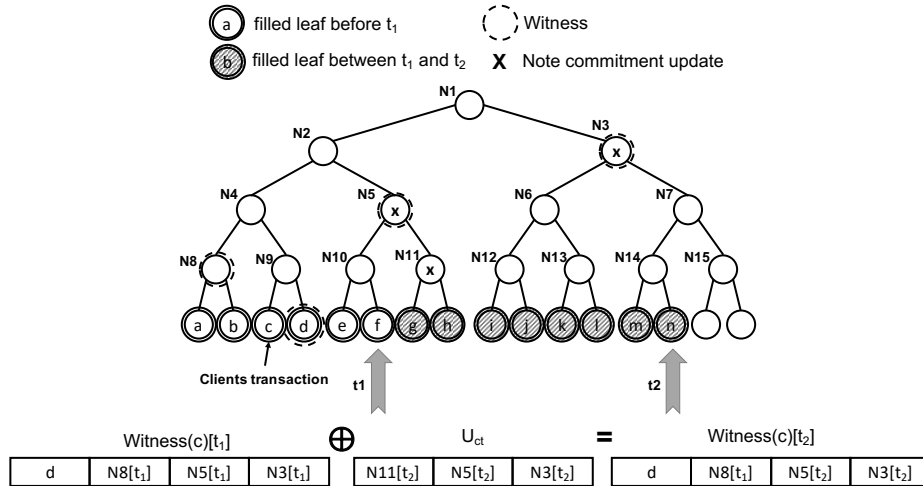 a filled leaf before t1 Witness
b filled leaf between t1 and t2 X Note commitment update
N1
N2 N3
x
N4 N5 N6 N7
x
N8 N9 N10 N11 N12 N13 N14 N15
x
a b c d e f g h i j k l m n
Clients transaction t1 t2
Witness(c)[t1] ⊕ Uct = Witness(c)[t2]
d N8[t1] N5[t1] N3[t1] N11[t2] N5[t2] N3[t2] d N8[t1] N5[t2] N3[t2]